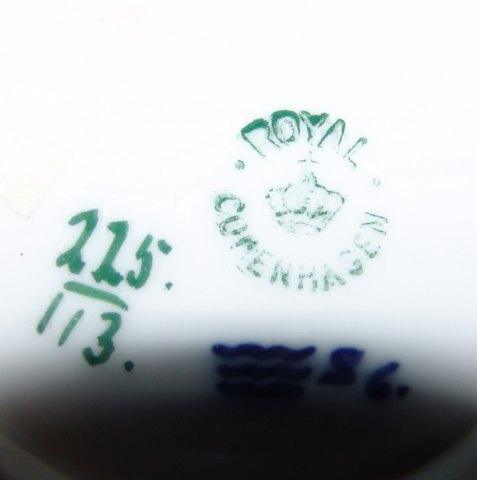 ROYAL
COPENHAGEN
225.
113.
86.